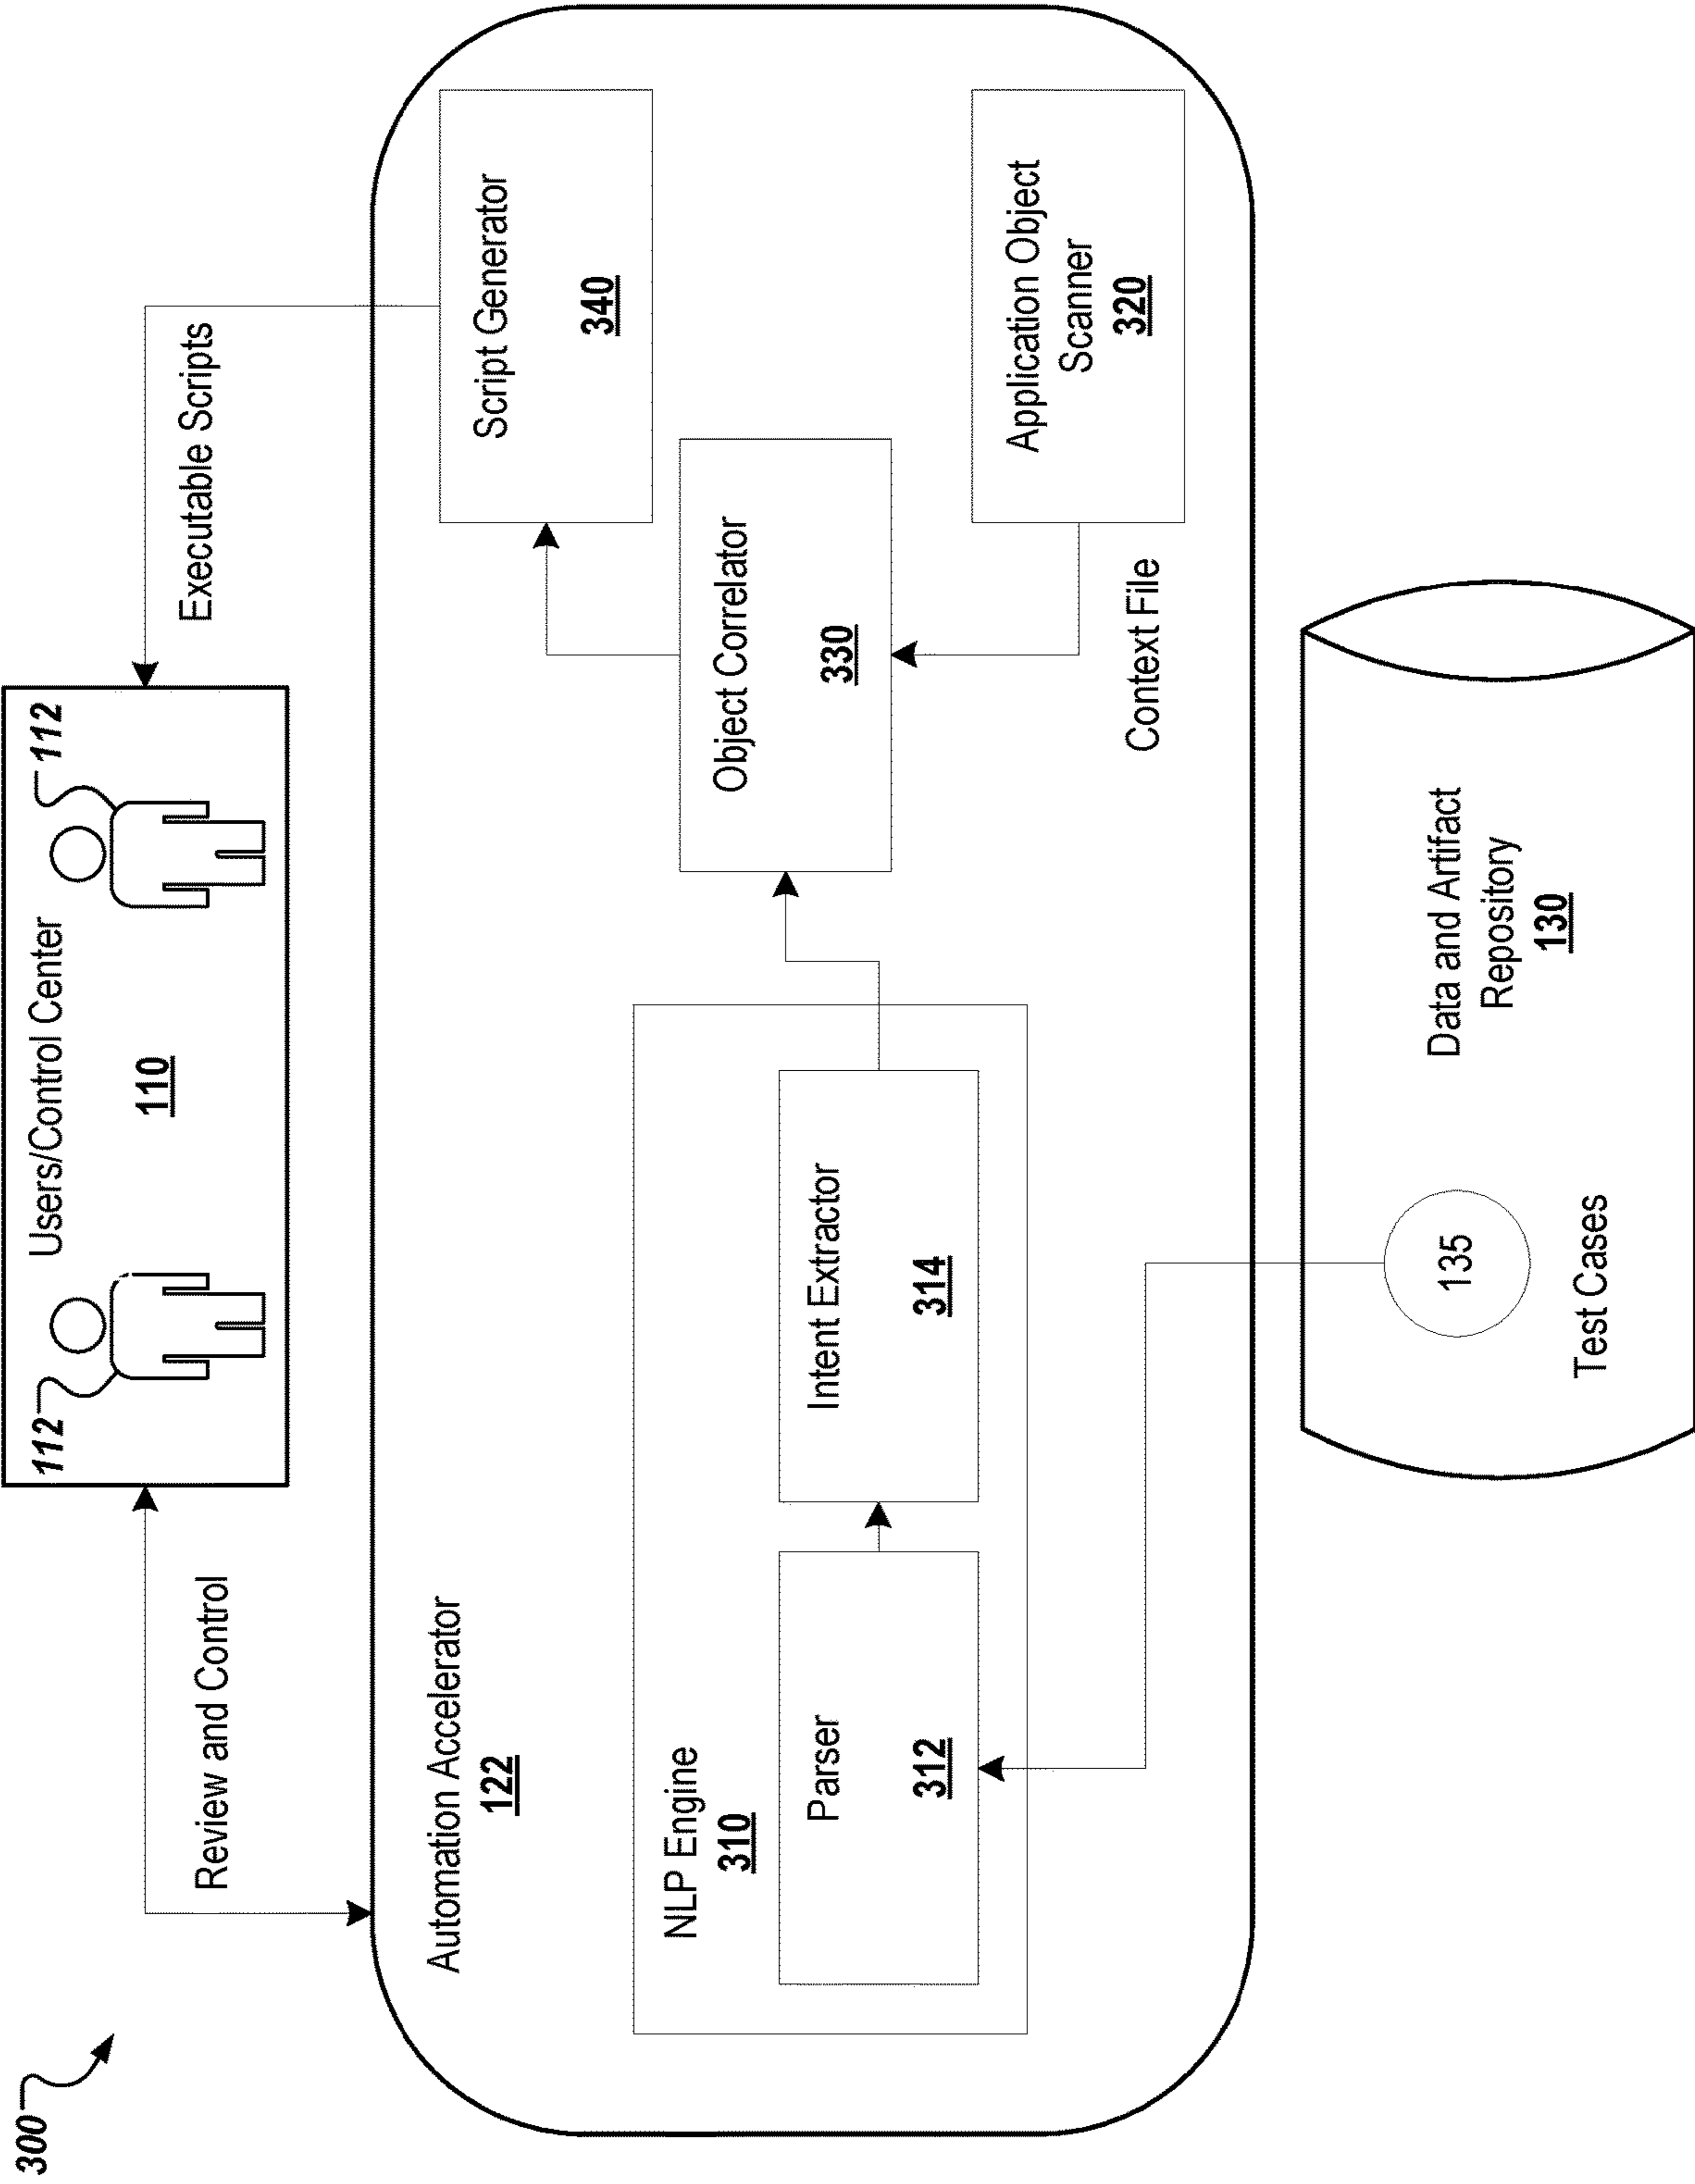 300
112
Users/Control Center
112
110
Review and Control
Executable Scripts
Automation Accelerator
122
Script Generator
340
NLP Engine
310
Object Correlator
330
Parser
312
Intent Extractor
314
Application Object
Scanner
320
Context File
135
Test Cases
Data and Artifact
Repository
130